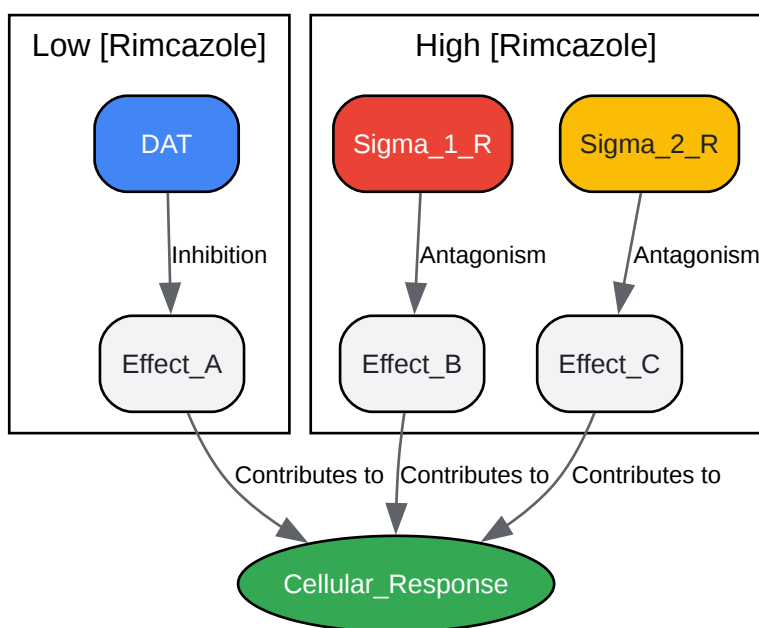 Low [Rimcazole]
High [Rimcazole]
DAT
Sigma_1_R
Sigma_2_R
Inhibition
Antagonism
Antagonism
Effect_A
Effect_B
Effect_C
Contributes to
Contributes to
Contributes to
Cellular_Response